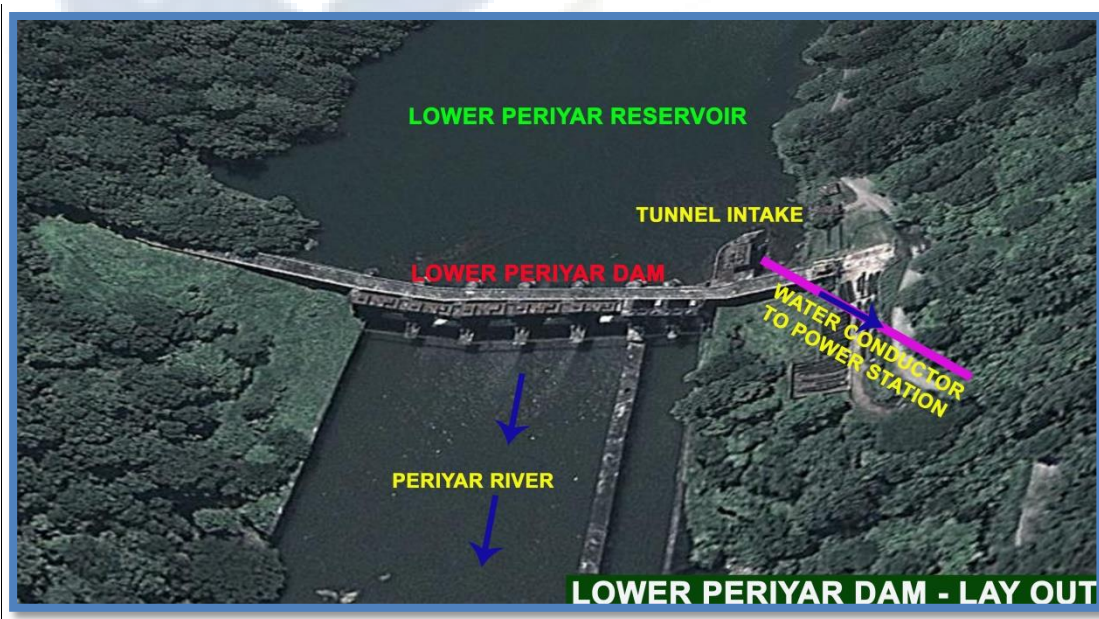 LOWER PERIYAR RESERVOIR
TUNNEL INTAKE
LOWER PERIYAR DAM
WATER CONDUCTOR
TO POWER STATION
PERIYAR RIVER
LOWER PERIYAR DAM - LAY OUT